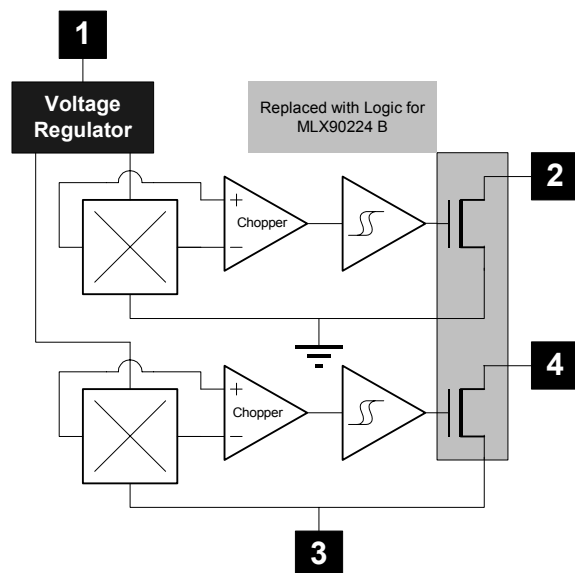 1
Voltage
Regulator
Replaced with Logic for
MLX90224 B
2
+
Chopper
−
4
+
Chopper
−
3